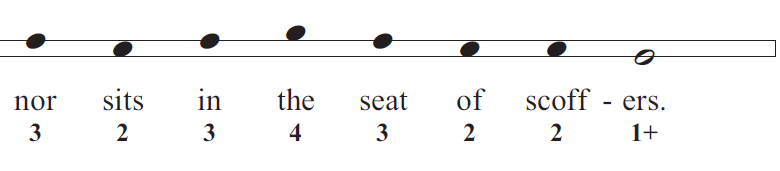 nor sits in the seat of scoff - ers.
3 2 3 4 3 2 2 1+